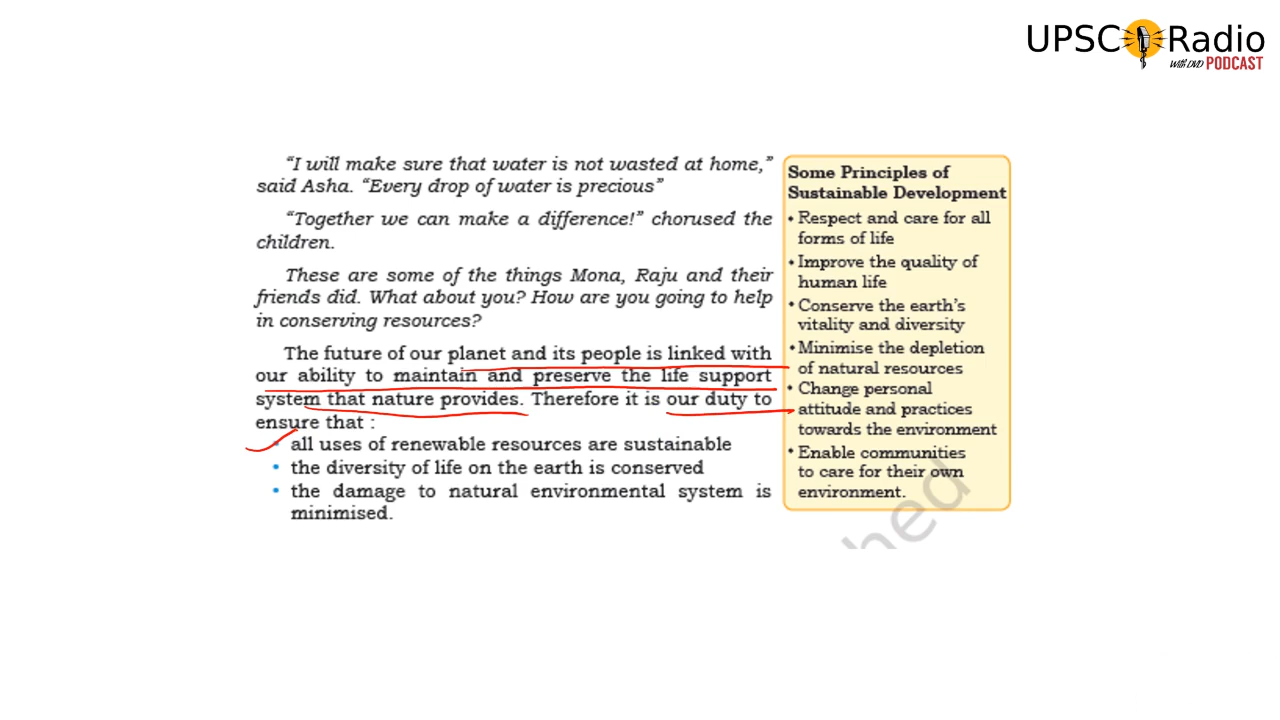 UPSC Radio
with DVD PODCAST
“I will make sure that water is not wasted at home,”
said Asha. “Every drop of water is precious”
“Together we can make a difference!” chorused the
children.
These are some of the things Mona, Raju and their
friends did. What about you? How are you going to help
in conserving resources?
The future of our planet and its people is linked with
our ability to maintain and preserve the life support
system that nature provides. Therefore it is our duty to
ensure that :
• all uses of renewable resources are sustainable
• the diversity of life on the earth is conserved
• the damage to natural environmental system is
minimised.
Some Principles of
Sustainable Development
• Respect and care for all
forms of life
• Improve the quality of
human life
• Conserve the earth’s
vitality and diversity
• Minimise the depletion
of natural resources
• Change personal
attitude and practices
towards the environment
• Enable communities
to care for their own
environment.
hed